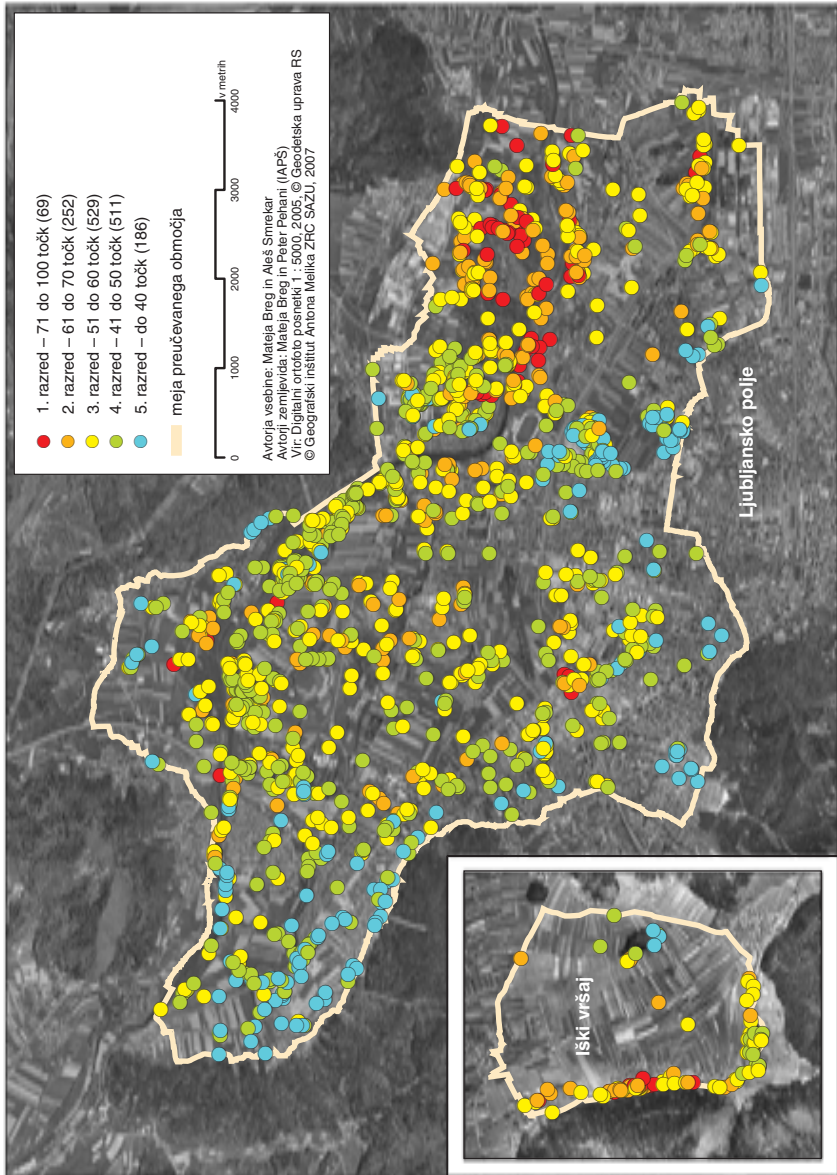 1. razred – 71 do 100 točk (69)
2. razred – 61 do 70 točk (252)
3. razred – 51 do 60 točk (529)
4. razred – 41 do 50 točk (511)
5. razred – do 40 točk (186)
meja preučevanega območja
0 1000 2000 3000 4000
v metrih
Avtorja vsebine: Mateja Breg in Aleš Smrekar
Avtorji zemljevida: Mateja Breg in Peter Pehani (IAPŠ)
Vir: Digitalni ortofoto posnetki 1 : 5000, 2005, © Geodetska uprava RS
© Geografski inštitut Antona Melika ZRC SAZU, 2007
Ljubljansko polje
Iški vršaj